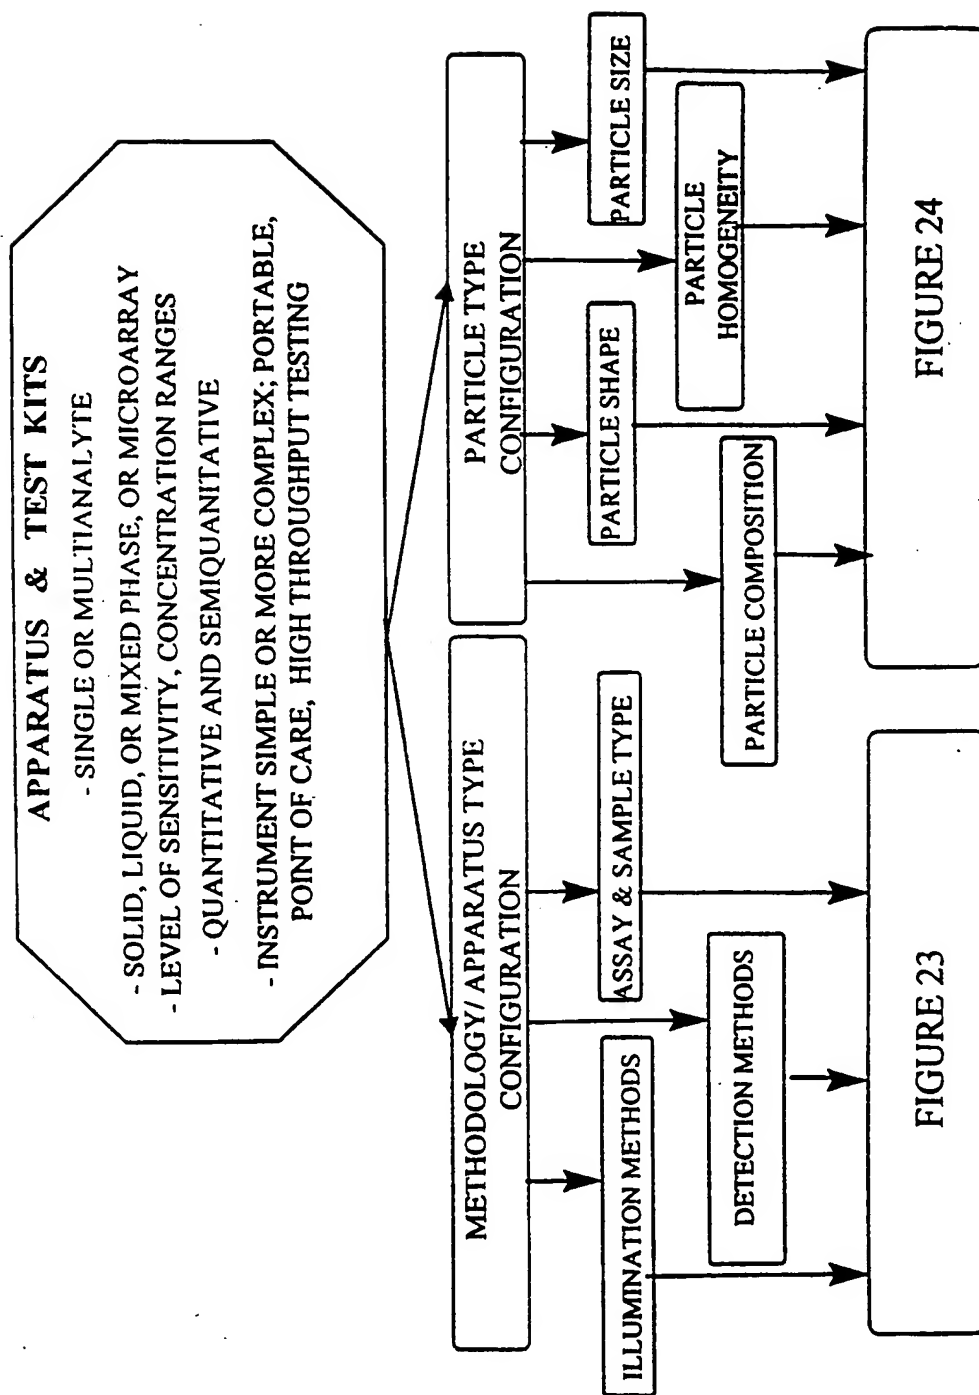 APPARATUS & TEST KITS
- SINGLE OR MULTIANALYTE
- SOLID, LIQUID, OR MIXED PHASE, OR MICROARRAY
- LEVEL OF SENSITIVITY, CONCENTRATION RANGES
- QUANTITATIVE AND SEMIQUANITATIVE
- INSTRUMENT SIMPLE OR MORE COMPLEX; PORTABLE,
POINT OF CARE, HIGH THROUGHPUT TESTING
METHODOLOGY/ APPARATUS TYPE
CONFIGURATION
ILLUMINATION METHODS
DETECTION METHODS
ASSAY & SAMPLE TYPE
FIGURE 23
PARTICLE TYPE
CONFIGURATION
PARTICLE COMPOSITION
PARTICLE SHAPE
PARTICLE
HOMOGENEITY
PARTICLE SIZE
FIGURE 24